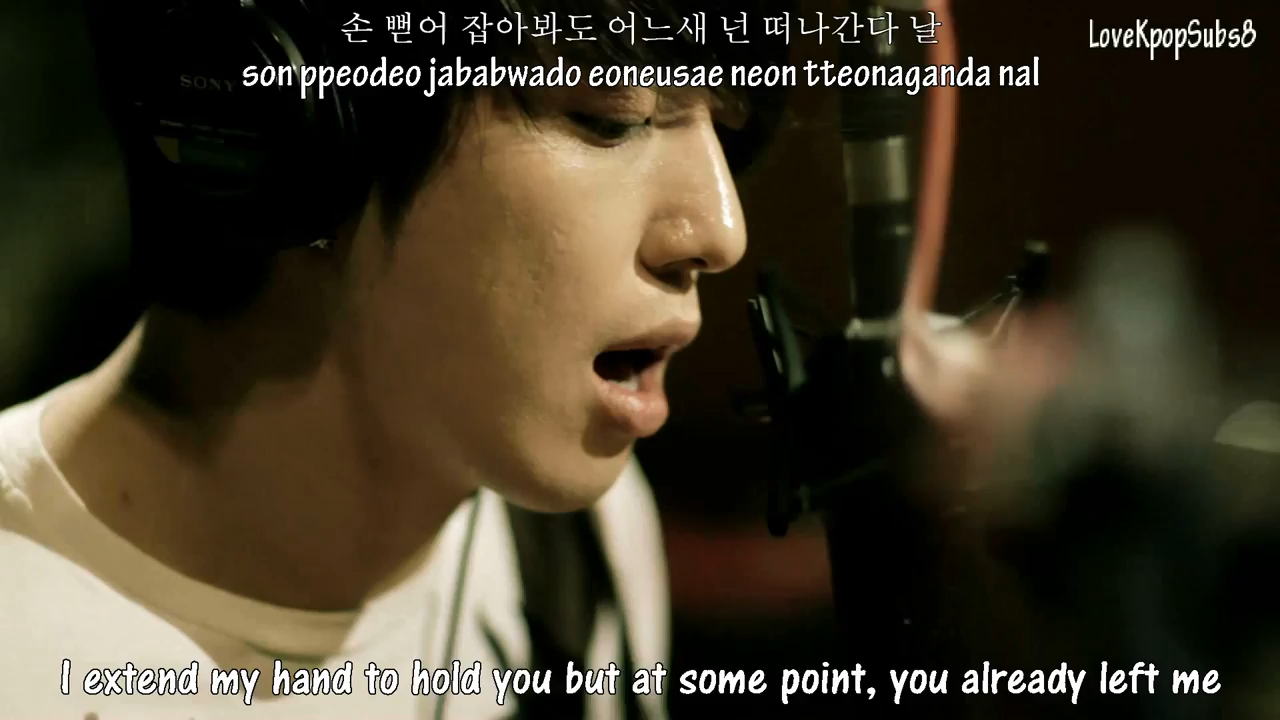 손 뻗어 잡아봐도 어느새 넌 떠나간다 날
LoveKpopSubs8
son ppeodeo jababwado eoneusae neon tteonaganda nal
SONY
I extend my hand to hold you but at some point, you already left me